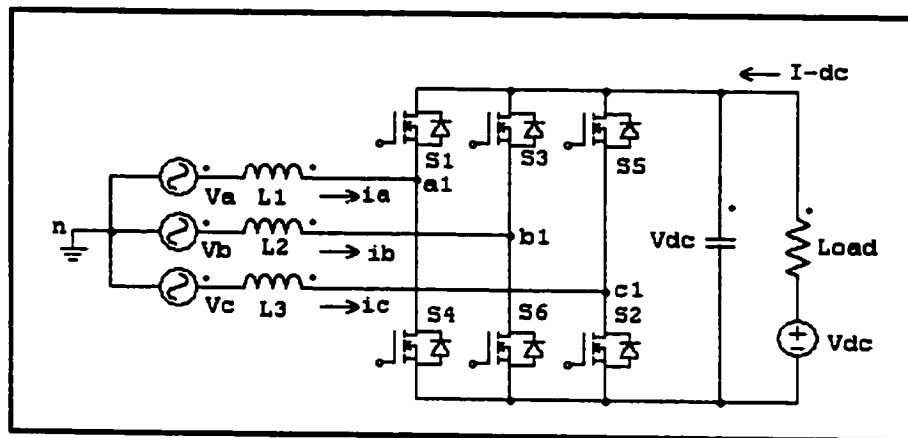 I-dc
S1
S3
S5
Va
L1
ia
a1
n
Vb
L2
ib
b1
Vdc
Load
Vc
L3
ic
c1
S4
S6
S2
Vdc